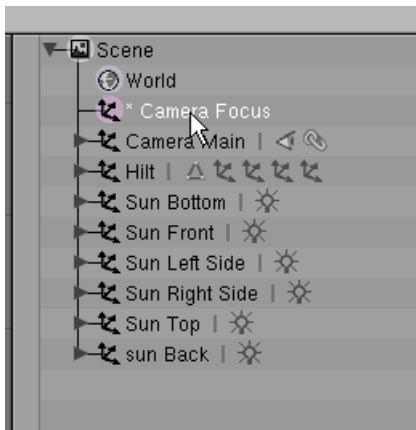 Scene
World
* Camera Focus
Camera Main |
Hilt |
Sun Bottom |
Sun Front |
Sun Left Side |
Sun Right Side |
Sun Top |
sun Back |